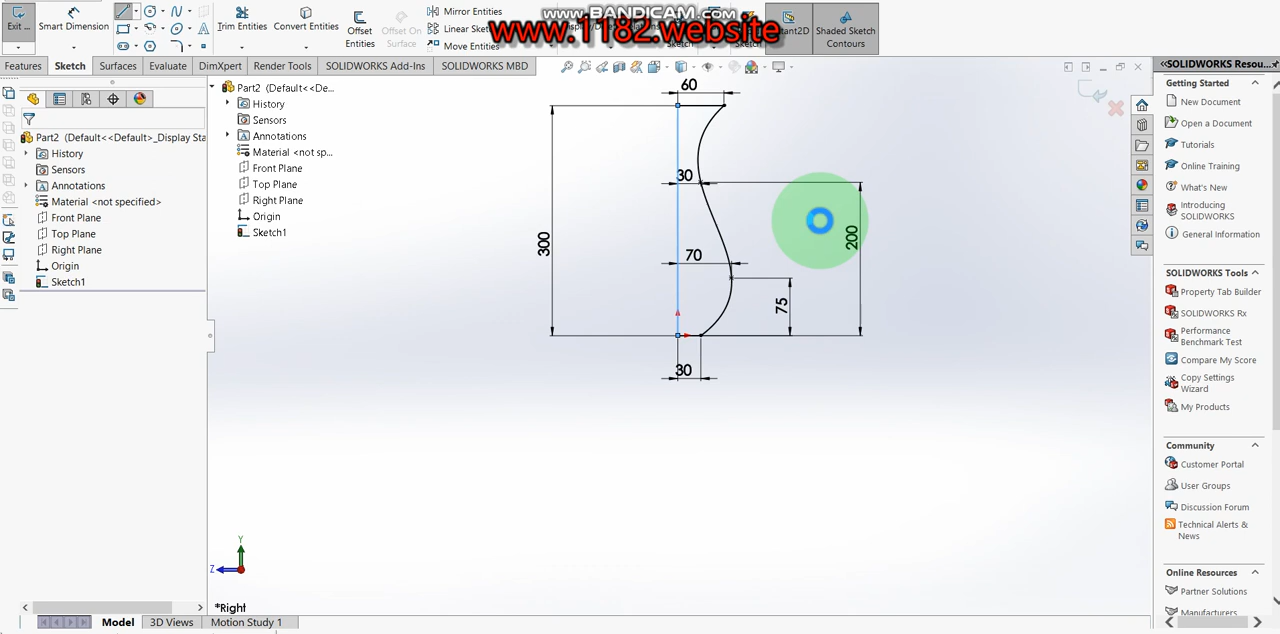 www.BANDICAM.com
www.1182.website
Exit ...
Smart Dimension
Trim Entities
Convert Entities
Offset
Entities
Offset On
Surface
Mirror Entities
Linear Sketch
Move Entities
Sketch
Sketch
Instant2D
Shaded Sketch
Contours
Features
Sketch
Surfaces
Evaluate
DimXpert
Render Tools
SOLIDWORKS Add-Ins
SOLIDWORKS MBD
Part2 (Default<<Default>_Display Sta
History
Sensors
Annotations
Material <not specified>
Front Plane
Top Plane
Right Plane
Origin
Sketch1
Part2 (Default<<De...
History
Sensors
Annotations
Material <not sp...
Front Plane
Top Plane
Right Plane
Origin
Sketch1
60
30
300
200
70
75
30
Y
Z
*Right
Model
3D Views
Motion Study 1
SOLIDWORKS Resou...
Getting Started
New Document
Open a Document
Tutorials
Online Training
What's New
Introducing
SOLIDWORKS
General Information
SOLIDWORKS Tools
Property Tab Builder
SOLIDWORKS Rx
Performance
Benchmark Test
Compare My Score
Copy Settings
Wizard
My Products
Community
Customer Portal
User Groups
Discussion Forum
Technical Alerts &
News
Online Resources
Partner Solutions
Manufacturers